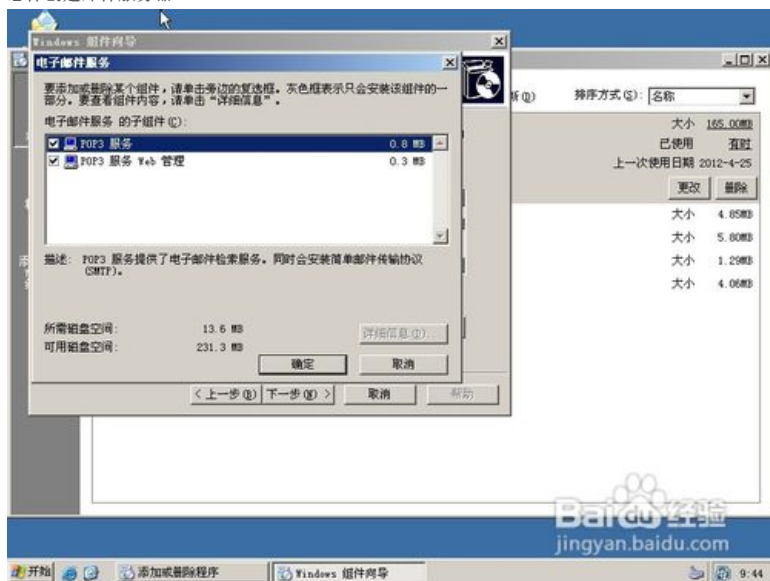 Windows 组件向导
电子邮件服务
要添加或删除某个组件，请单击旁边的复选框。灰色框表示只会安装该组件的一
部分。要查看组件内容，请单击“详细信息”。
电子邮件服务 的子组件(C):
POP3 服务 0.8 MB
POP3 服务 Web 管理 0.3 MB
描述: POP3 服务提供了电子邮件检索服务。同时会安装简单邮件传输协议
(SMTP)。
所需磁盘空间: 13.6 MB
可用磁盘空间: 231.3 MB
详细信息(D)...
确定 取消
< 上一步(B) 下一步(N) > 取消 帮助
排序方式(S): 名称
大小 165.00MB
已使用 有时
上一次使用日期 2012-4-25
更改 删除
大小 4.85MB
大小 5.80MB
大小 1.29MB
大小 4.06MB
Baidu 经验
jingyan.baidu.com
开始 添加或删除程序 Windows 组件向导 9:44